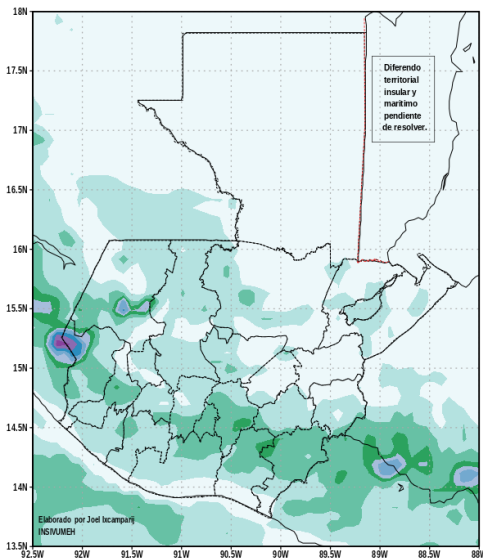 18N
17.5N
17N
16.5N
16N
15.5N
15N
14.5N
14N
13.5N
Diferendo
territorial
insular y
marítimo
pendiente
de resolver.
Elaborado por Joel Ixcamparij
INSIVUMEH
92.5W 92W 91.5W 91W 90.5W 90W 89.5W 89W 88.5W 88W